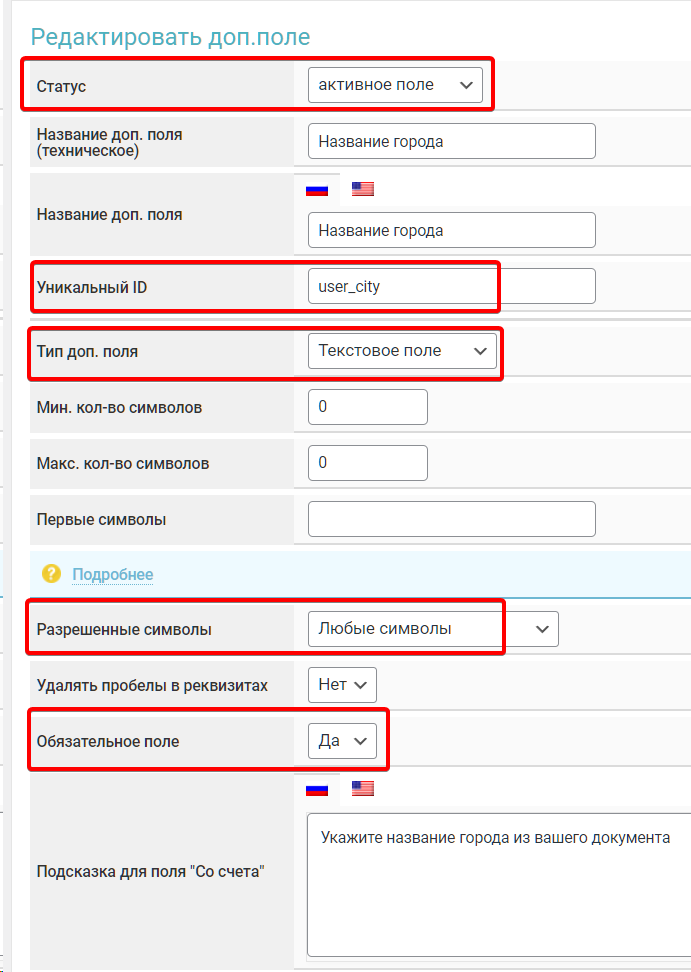 Редактировать доп.поле
Статус
активное поле
Название доп. поля
(техническое)
Название города
Название доп. поля
Название города
Уникальный ID
user_city
Тип доп. поля
Текстовое поле
Мин. кол-во символов
0
Макс. кол-во символов
0
Первые символы
? Подробнее
Разрешенные символы
Любые символы
Удалять пробелы в реквизитах
Нет
Обязательное поле
Да
Подсказка для поля "Со счета"
Укажите название города из вашего документа